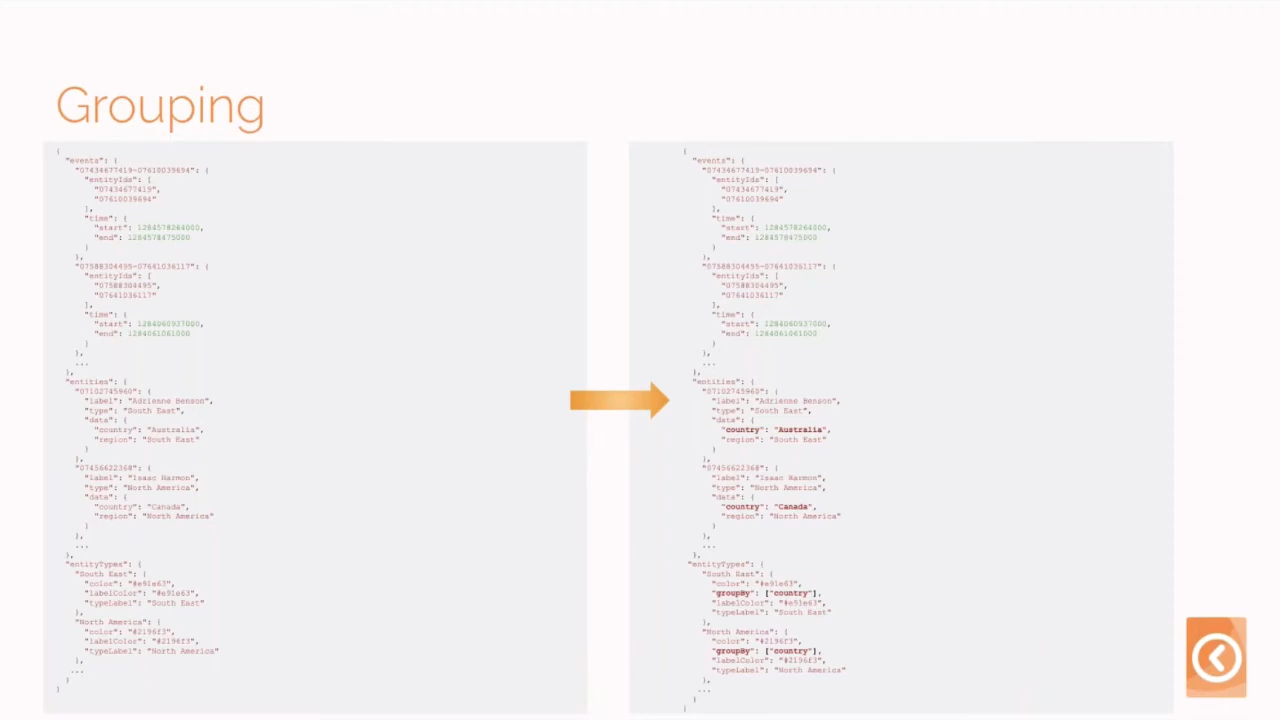 Grouping
{
"events": {
"07434677419-07610039694": {
"entityIds": [
"07434677419",
"07610039694"
],
"time": {
"start": 1284578264000,
"end": 1284578475000
}
},
"07588304495-07641036117": {
"entityIds": [
"07588304495",
"07641036117"
],
"time": {
"start": 1284060937000,
"end": 1284061061000
}
},
...
},
"entities": {
"07102745960": {
"label": "Adrienne Benson",
"type": "South East",
"data": {
"country": "Australia",
"region": "South East"
}
},
"07456622368": {
"label": "Isaac Harmon",
"type": "North America",
"data": {
"country": "Canada",
"region": "North America"
}
},
...
},
"entityTypes": {
"South East": {
"color": "#e91e63",
"labelColor": "#e91e63",
"typeLabel": "South East"
},
"North America": {
"color": "#2196f3",
"labelColor": "#2196f3",
"typeLabel": "North America"
},
...
}
}
{
"events": {
"07434677419-07610039694": {
"entityIds": [
"07434677419",
"07610039694"
],
"time": {
"start": 1284578264000,
"end": 1284578475000
}
},
"07588304495-07641036117": {
"entityIds": [
"07588304495",
"07641036117"
],
"time": {
"start": 1284060937000,
"end": 1284061061000
}
},
...
},
"entities": {
"07102745960": {
"label": "Adrienne Benson",
"type": "South East",
"data": {
"country": "Australia",
"region": "South East"
}
},
"07456622368": {
"label": "Isaac Harmon",
"type": "North America",
"data": {
"country": "Canada",
"region": "North America"
}
},
...
},
"entityTypes": {
"South East": {
"color": "#e91e63",
"groupBy": ["country"],
"labelColor": "#e91e63",
"typeLabel": "South East"
},
"North America": {
"color": "#2196f3",
"groupBy": ["country"],
"labelColor": "#2196f3",
"typeLabel": "North America"
},
...
}
}